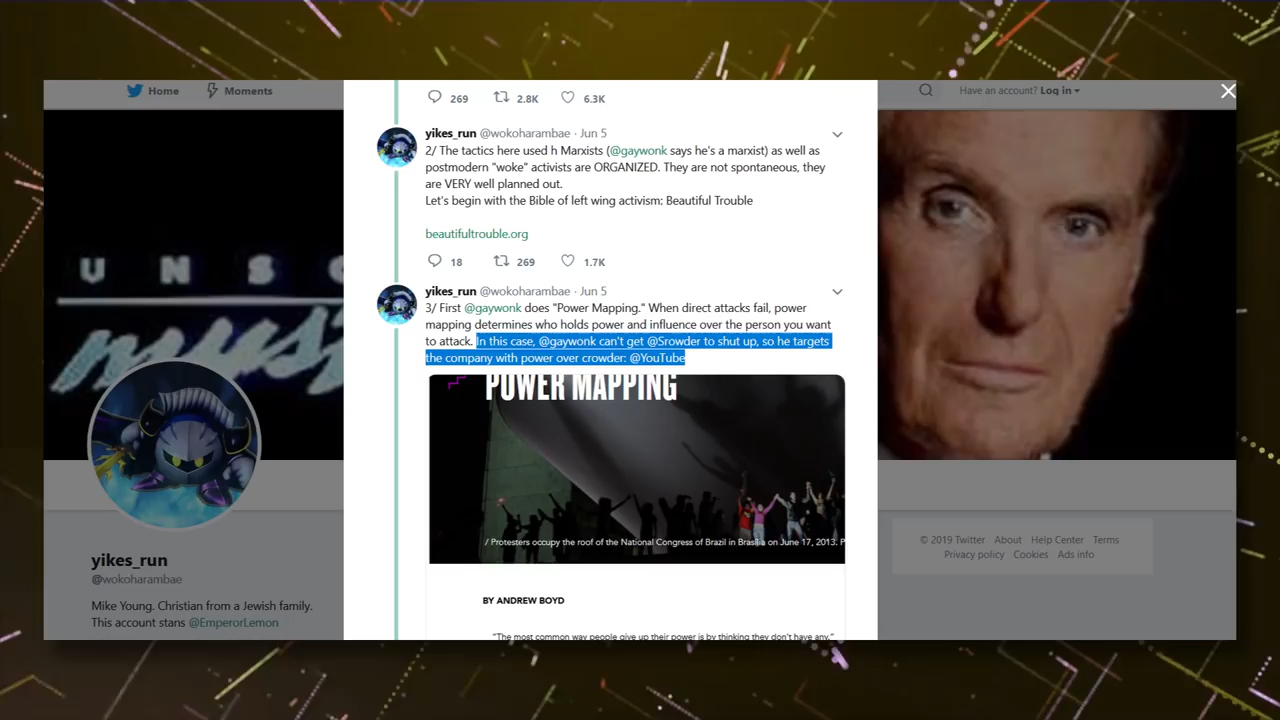 Home
Moments
Have an account? Log in
269 2.8K 6.3K
yikes_run @wokoharambae · Jun 5
2/ The tactics here used h Marxists (@gaywonk says he's a marxist) as well as
postmodern "woke" activists are ORGANIZED. They are not spontaneous, they
are VERY well planned out.
Let's begin with the Bible of left wing activism: Beautiful Trouble
beautifultrouble.org
18 269 1.7K
yikes_run @wokoharambae · Jun 5
3/ First @gaywonk does "Power Mapping." When direct attacks fail, power
mapping determines who holds power and influence over the person you want
to attack. In this case, @gaywonk can't get @Srowder to shut up, so he targets
the company with power over crowder: @YouTube
POWER MAPPING
/ Protesters occupy the roof of the National Congress of Brazil in Brasília on June 17, 2013. P
BY ANDREW BOYD
"The most common way people give up their power is by thinking they don't have any."
U N S
yikes_run
@wokoharambae
Mike Young. Christian from a Jewish family.
This account stans @EmperorLemon
© 2019 Twitter About Help Center Terms
Privacy policy Cookies Ads info